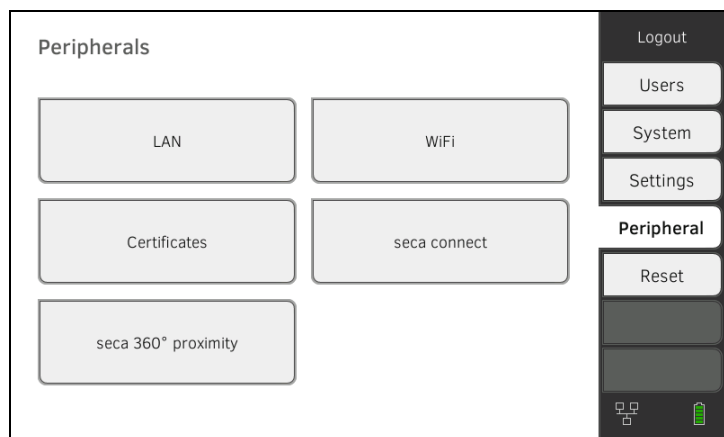 Peripherals
LAN
WiFi
Certificates
seca connect
seca 360° proximity
Logout
Users
System
Settings
Peripheral
Reset